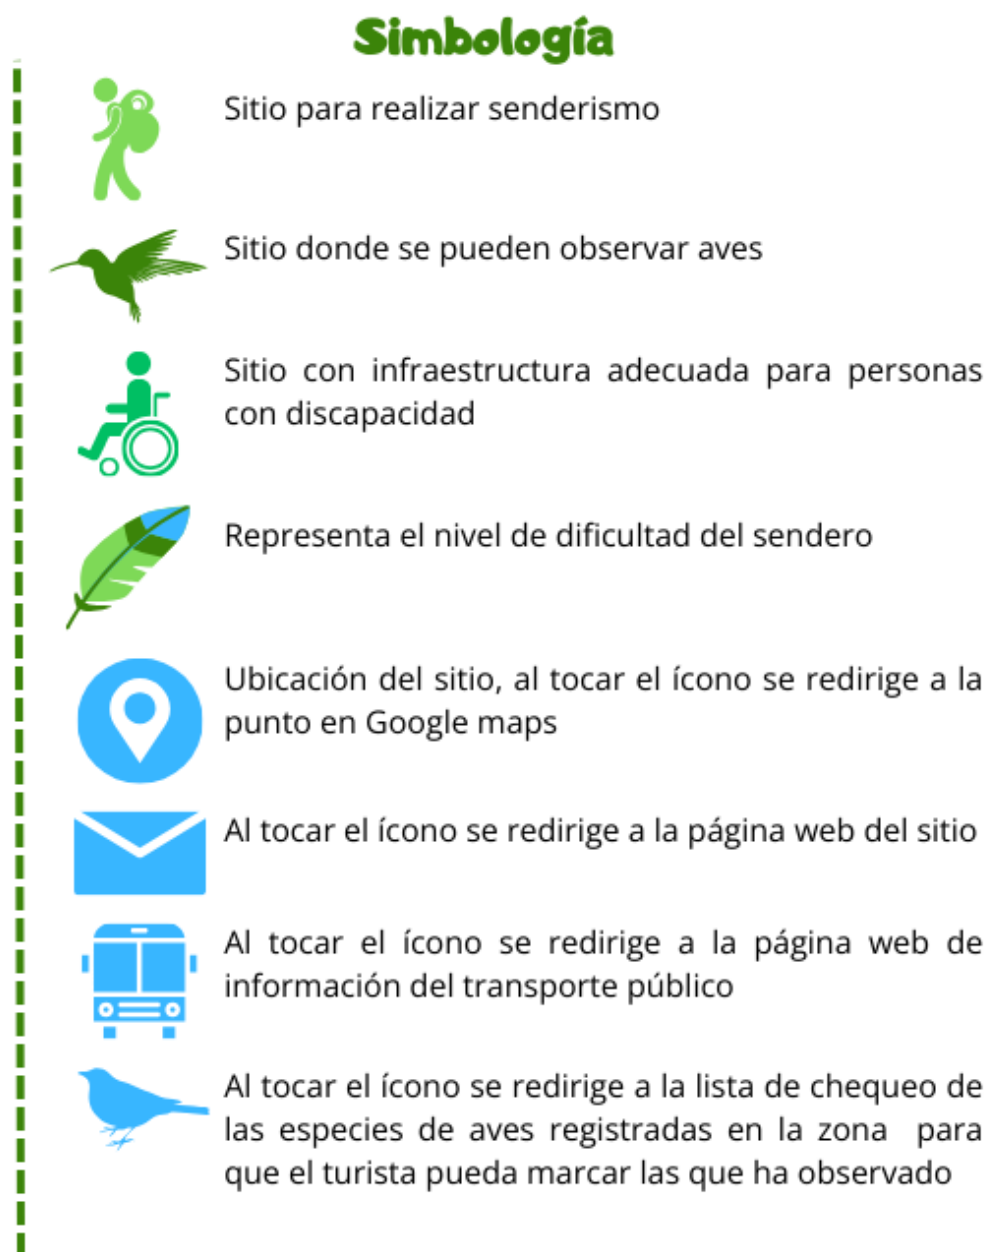 Simbología
Sitio para realizar senderismo
Sitio donde se pueden observar aves
Sitio con infraestructura adecuada para personas
con discapacidad
Representa el nivel de dificultad del sendero
Ubicación del sitio, al tocar el ícono se redirige a la
punto en Google maps
Al tocar el ícono se redirige a la página web del sitio
Al tocar el ícono se redirige a la página web de
información del transporte público
Al tocar el ícono se redirige a la lista de chequeo de
las especies de aves registradas en la zona  para
que el turista pueda marcar las que ha observado